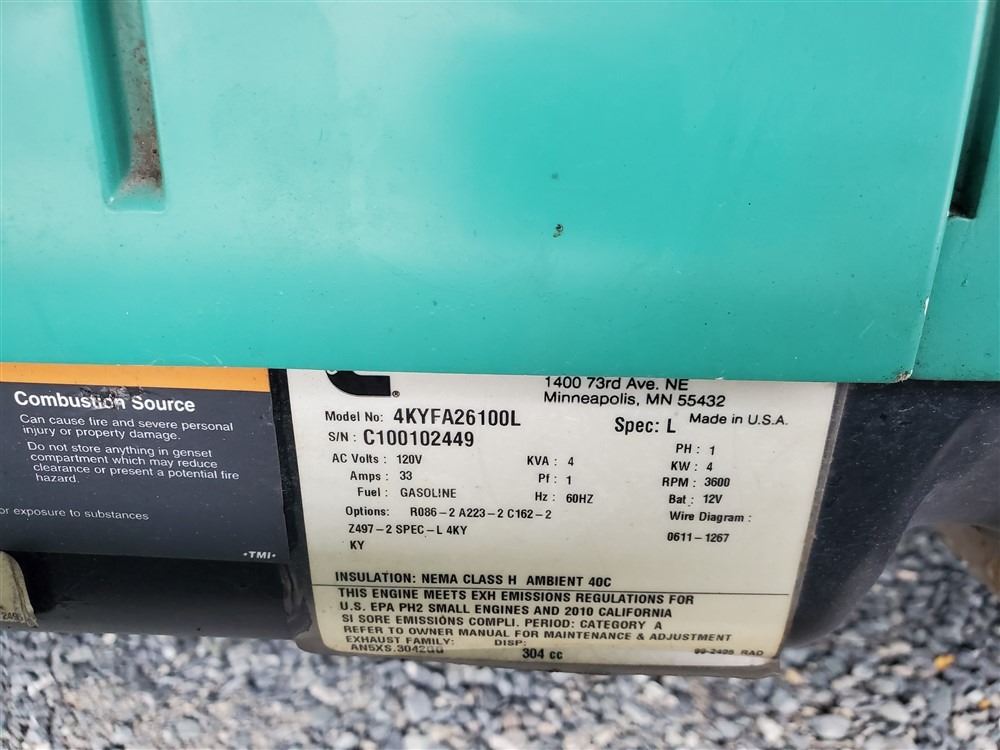 Combustion Source
Can cause fire and severe personal
injury or property damage.
Do not store anything in genset
compartment which may reduce
clearance or present a potential fire
hazard.
or exposure to substances
•TMI•
®
1400 73rd Ave. NE
Minneapolis, MN 55432
Model No: 4KYFA26100L Spec: L Made in U.S.A.
S/N : C100102449 PH : 1
AC Volts : 120V KVA : 4 KW : 4
Amps : 33 Pf : 1 RPM : 3600
Fuel : GASOLINE Hz : 60HZ Bat : 12V
Options: R086-2 A223-2 C162-2 Wire Diagram :
Z497-2 SPEC-L 4KY 0611-1267
KY
INSULATION: NEMA CLASS H AMBIENT 40C
THIS ENGINE MEETS EXH EMISSIONS REGULATIONS FOR
U.S. EPA PH2 SMALL ENGINES AND 2010 CALIFORNIA
SI SORE EMISSIONS COMPLI. PERIOD: CATEGORY A
REFER TO OWNER MANUAL FOR MAINTENANCE & ADJUSTMENT
EXHAUST FAMILY: DISP:
AN5XS.3042GG 304 cc 99-2495 RAD